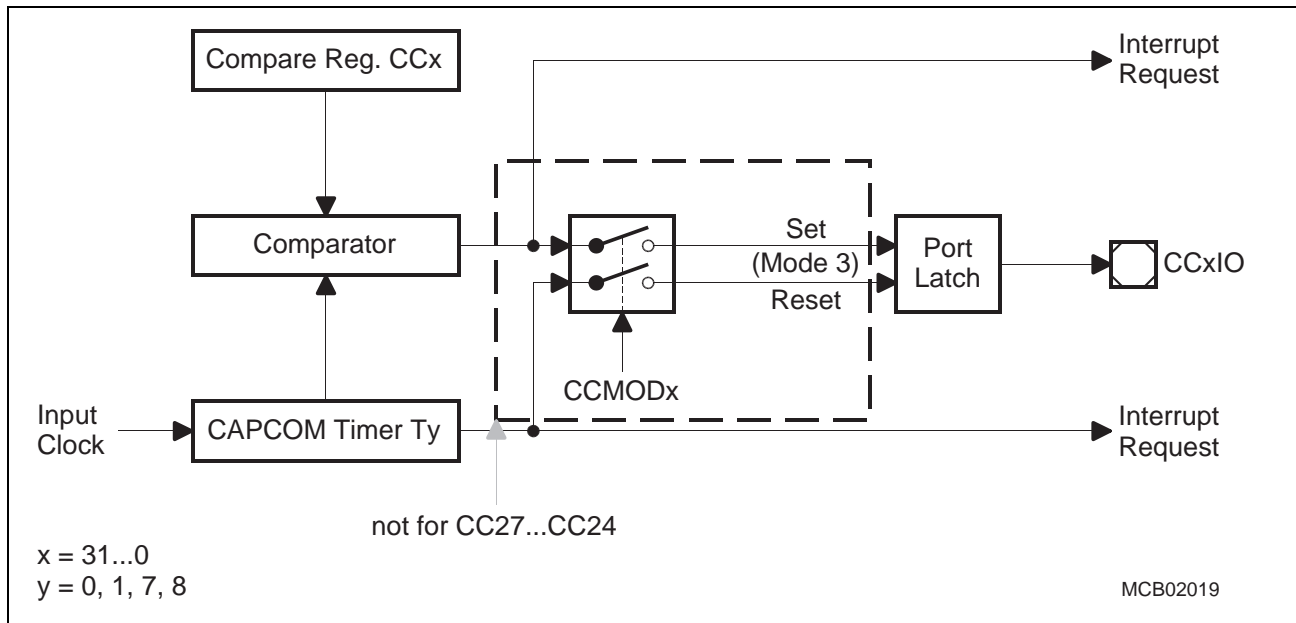 Compare Reg. CCx
Interrupt
Request
Comparator
Set
(Mode 3)
Reset
Port
Latch
CCxIO
CCMODx
Input
Clock
CAPCOM Timer Ty
Interrupt
Request
not for CC27...CC24
x = 31...0
y = 0, 1, 7, 8
MCB02019